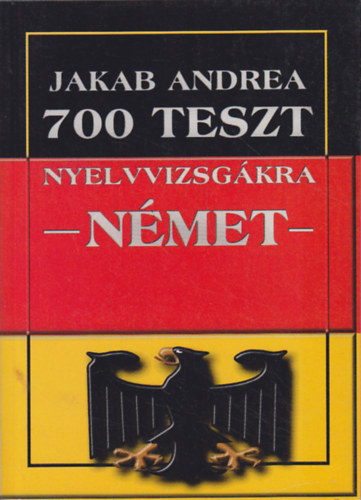 JAKAB ANDREA
700 TESZT
NYELVVIZSGÁKRA
– NÉMET –